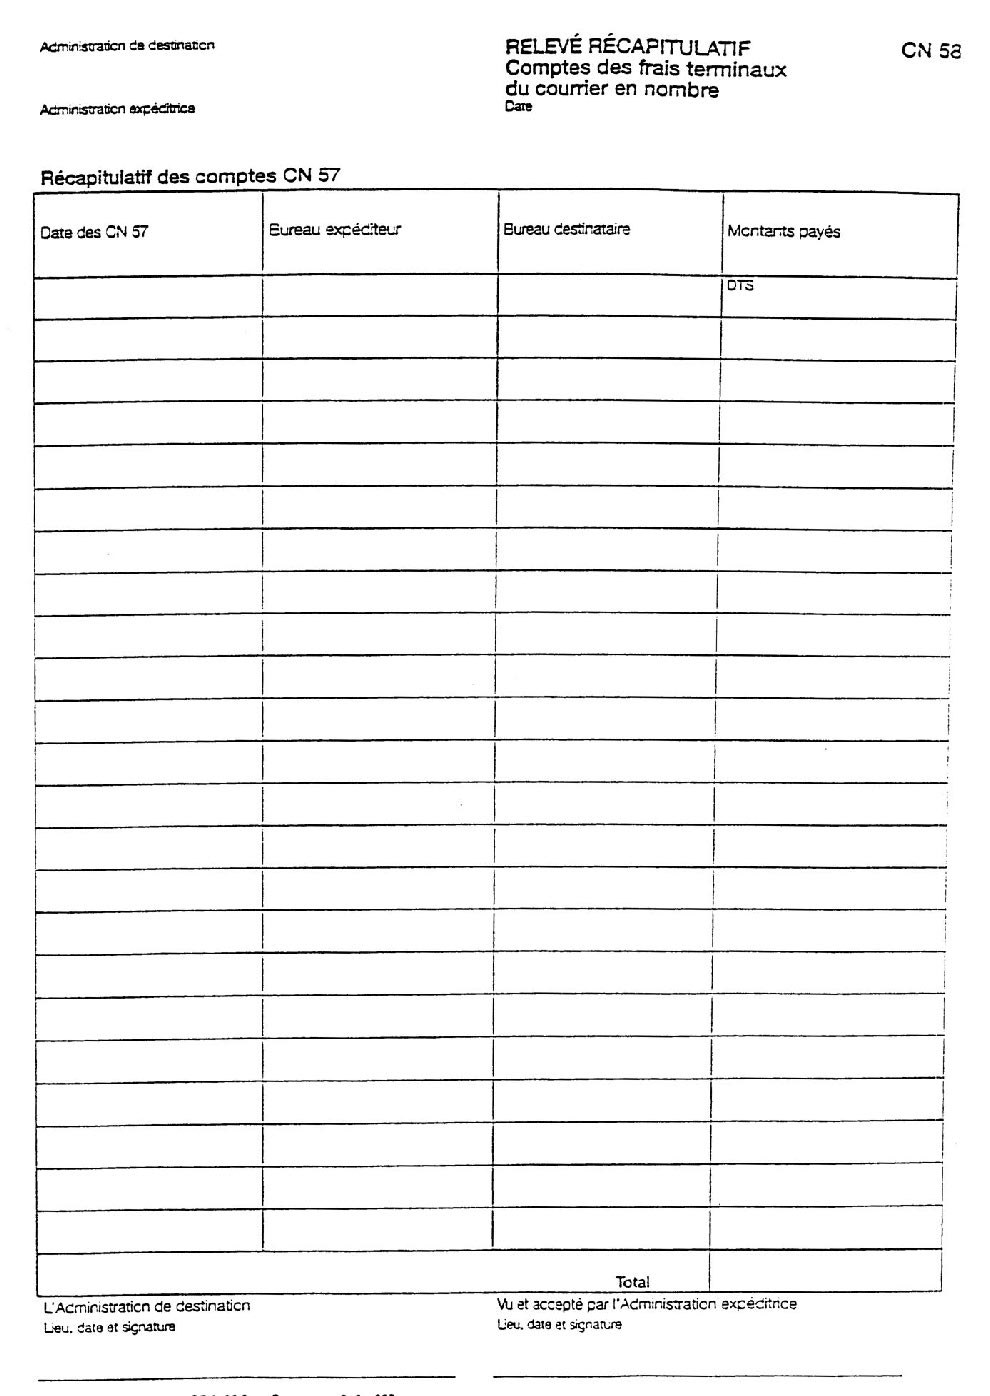 Administration de destination
RELEVÉ RÉCAPITULATIF
CN 58
Comptes des frais terminaux
du courrier en nombre
Administration expéditrice
Date
Récapitulatif des comptes CN 57
Date des CN 57
Bureau expéditeur
Bureau destinataire
Montants payés
DTS
Total
L'Administration de destination
Lieu, date et signature
Vu et accepté par l'Administration expéditrice
Lieu, date et signature